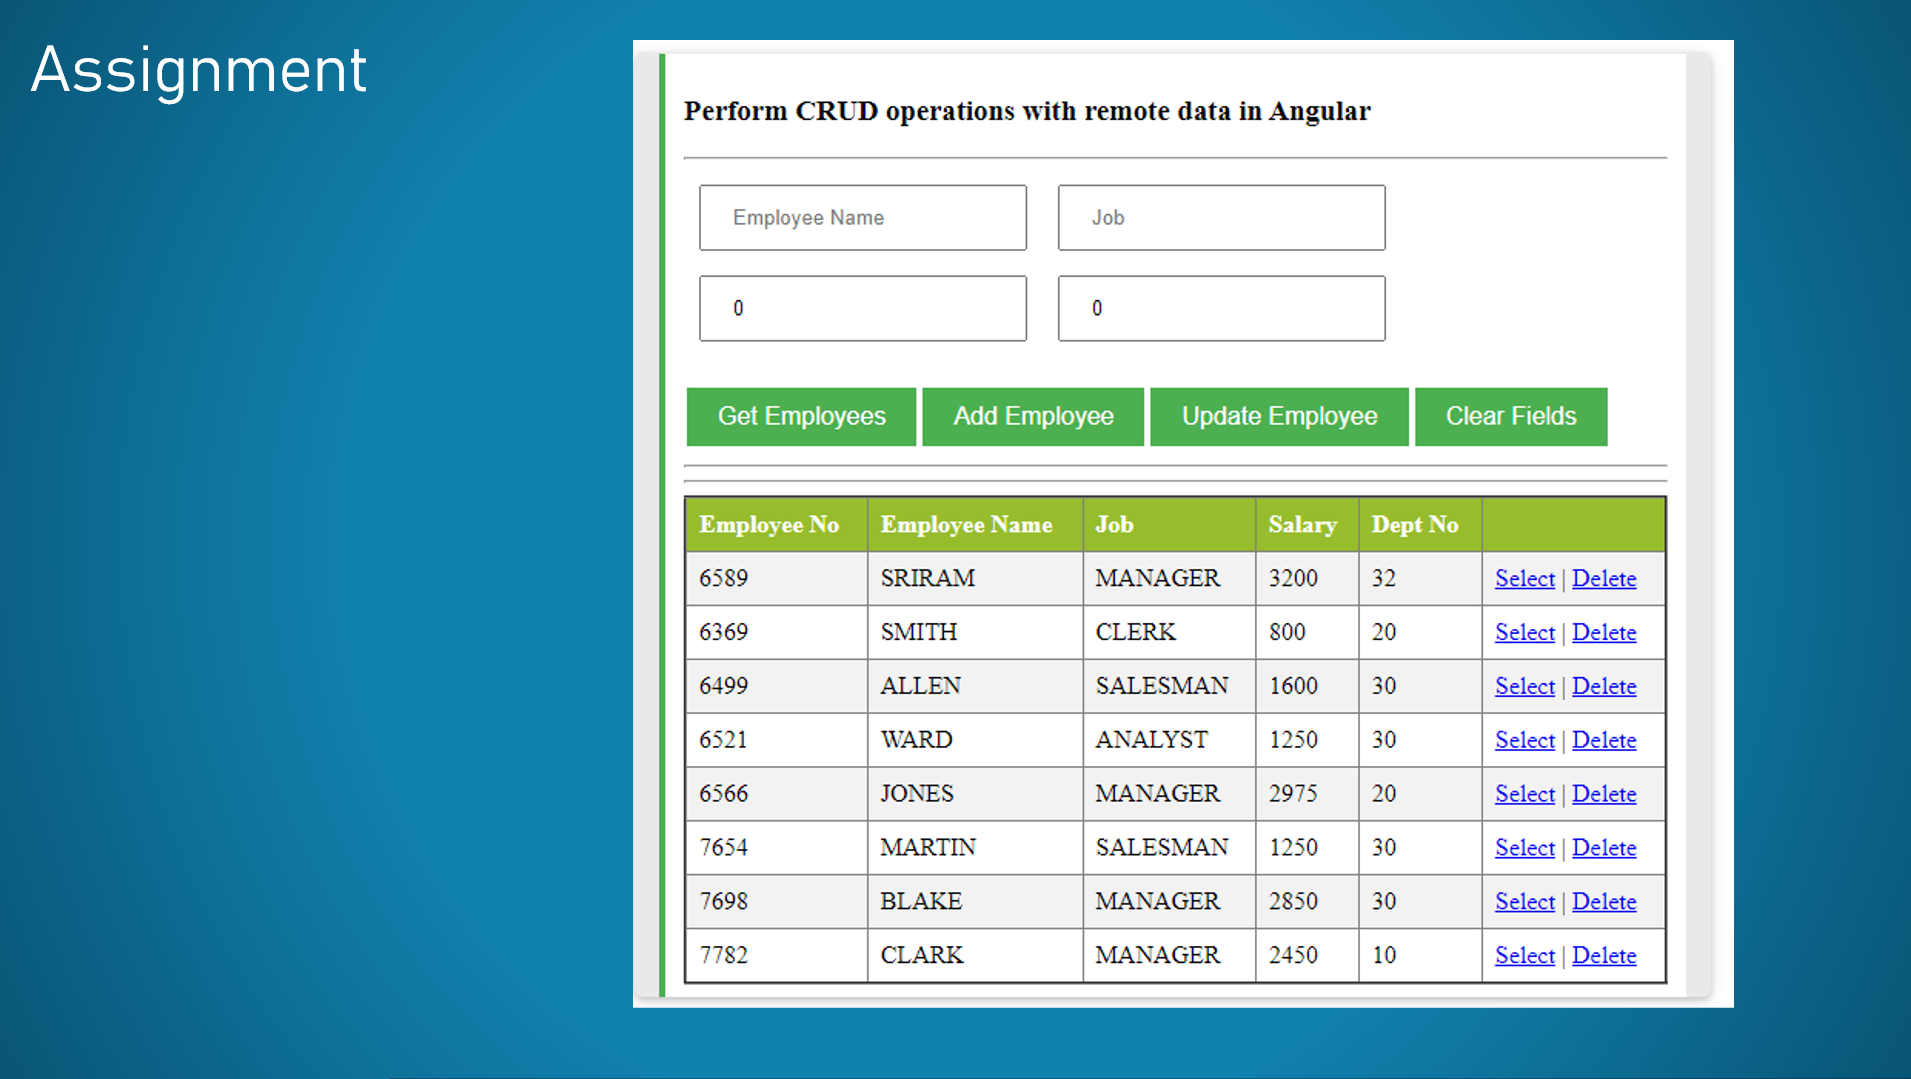 Assignment
Perform CRUD operations with remote data in Angular
Employee Name Job
0 0
Get Employees Add Employee Update Employee Clear Fields
Employee No Employee Name Job Salary Dept No
6589 SRIRAM MANAGER 3200 32 Select | Delete
6369 SMITH CLERK 800 20 Select | Delete
6499 ALLEN SALESMAN 1600 30 Select | Delete
6521 WARD ANALYST 1250 30 Select | Delete
6566 JONES MANAGER 2975 20 Select | Delete
7654 MARTIN SALESMAN 1250 30 Select | Delete
7698 BLAKE MANAGER 2850 30 Select | Delete
7782 CLARK MANAGER 2450 10 Select | Delete